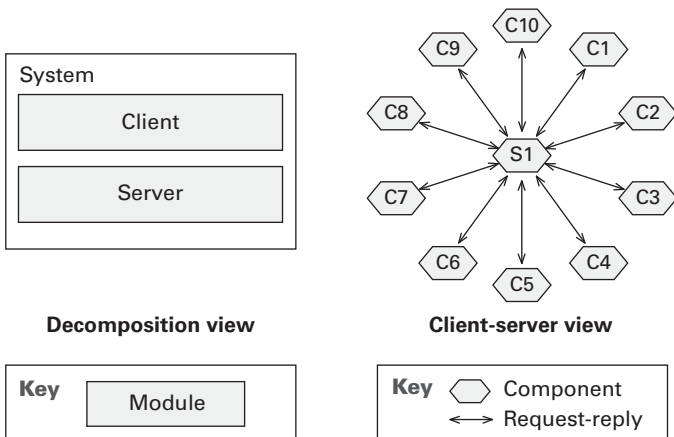 System
Client
Server
C10
C9
C1
C8
C2
S1
C7
C3
C6
C4
C5
Decomposition view
Client-server view
Key
Module
Key
Component
Request-reply